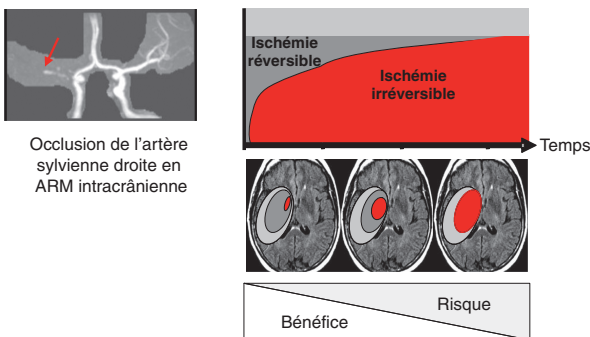 Ischémie
réversible
Ischémie
irréversible
Temps
Occlusion de l'artère
sylvienne droite en
ARM intracrânienne
Risque
Bénéfice